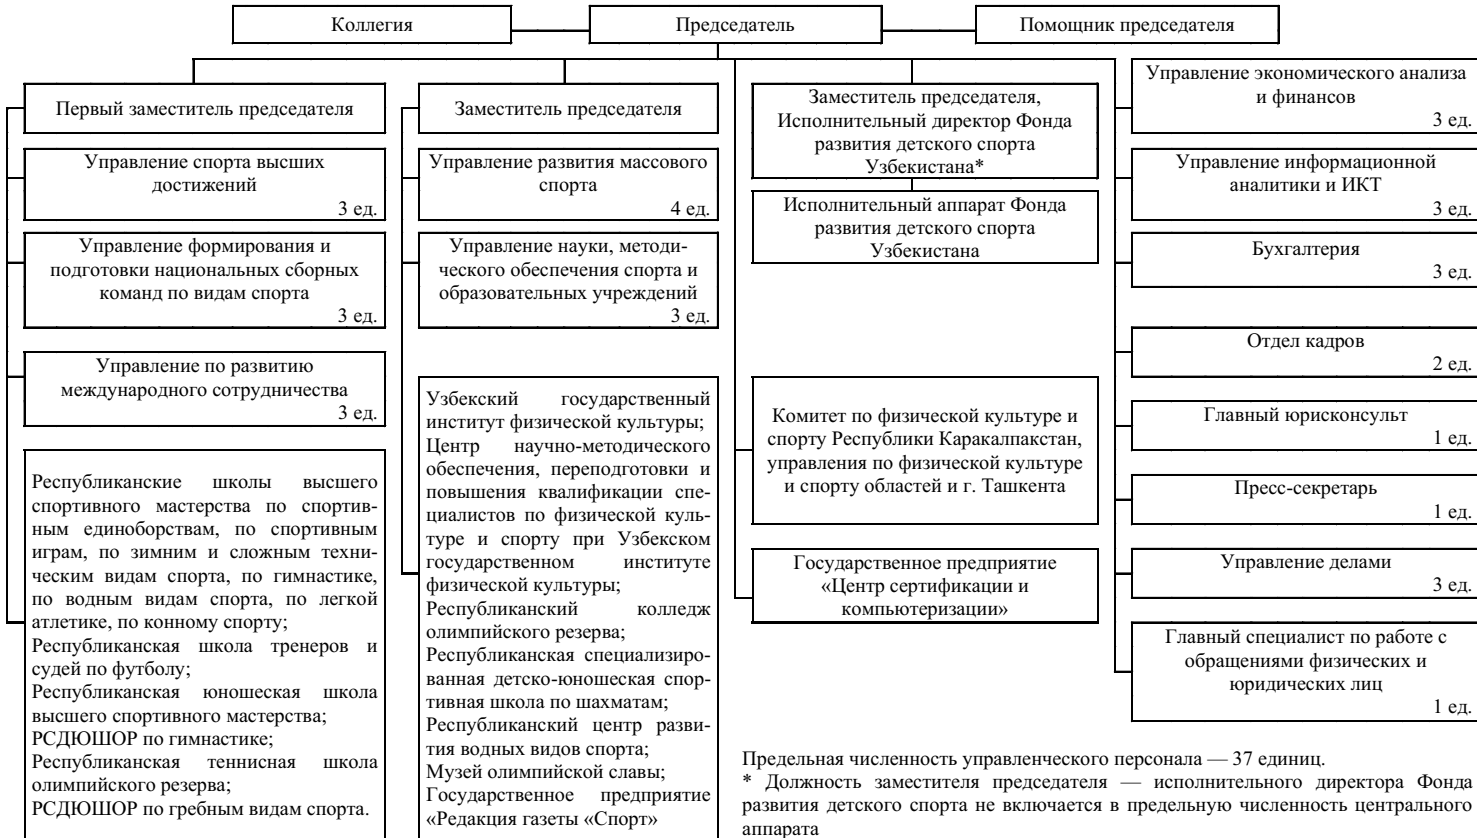 Коллегия
Председатель
Помощник председателя
Первый заместитель председателя
Управление спорта высших
достижений
3 ед.
Управление формирования и
подготовки национальных сборных
команд по видам спорта
3 ед.
Управление по развитию
международного сотрудничества
3 ед.
Республиканские школы высшего
спортивного мастерства по спортив-
ным единоборствам, по спортивным
играм, по зимним и сложным техни-
ческим видам спорта, по гимнастике,
по водным видам спорта, по легкой
атлетике, по конному спорту;
Республиканская школа тренеров и
судей по футболу;
Республиканская юношеская школа
высшего спортивного мастерства;
РСДЮШОР по гимнастике;
Республиканская теннисная школа
олимпийского резерва;
РСДЮШОР по гребным видам спорта.
Заместитель председателя
Управление развития массового
спорта
4 ед.
Управление науки, методи-
ческого обеспечения спорта и
образовательных учреждений
3 ед.
Узбекский государственный
институт физической культуры;
Центр научно-методического
обеспечения, переподготовки и
повышения квалификации спе-
циалистов по физической куль-
туре и спорту при Узбекском
государственном институте
физической культуры;
Республиканский колледж
олимпийского резерва;
Республиканская специализиро-
ванная детско-юношеская спор-
тивная школа по шахматам;
Республиканский центр разви-
тия водных видов спорта;
Музей олимпийской славы;
Государственное предприятие
«Редакция газеты «Спорт»
Заместитель председателя,
Исполнительный директор Фонда
развития детского спорта
Узбекистана*
Исполнительный аппарат Фонда
развития детского спорта
Узбекистана
Комитет по физической культуре и
спорту Республики Каракалпакстан,
управления по физической культуре
и спорту областей и г. Ташкента
Государственное предприятие
«Центр сертификации и
компьютеризации»
Управление экономического анализа
и финансов
3 ед.
Управление информационной
аналитики и ИКТ
3 ед.
Бухгалтерия
3 ед.
Отдел кадров
2 ед.
Главный юрисконсульт
1 ед.
Пресс-секретарь
1 ед.
Управление делами
3 ед.
Главный специалист по работе с
обращениями физических и
юридических лиц
1 ед.
Предельная численность управленческого персонала — 37 единиц.
* Должность заместителя председателя — исполнительного директора Фонда
развития детского спорта не включается в предельную численность центрального
аппарата